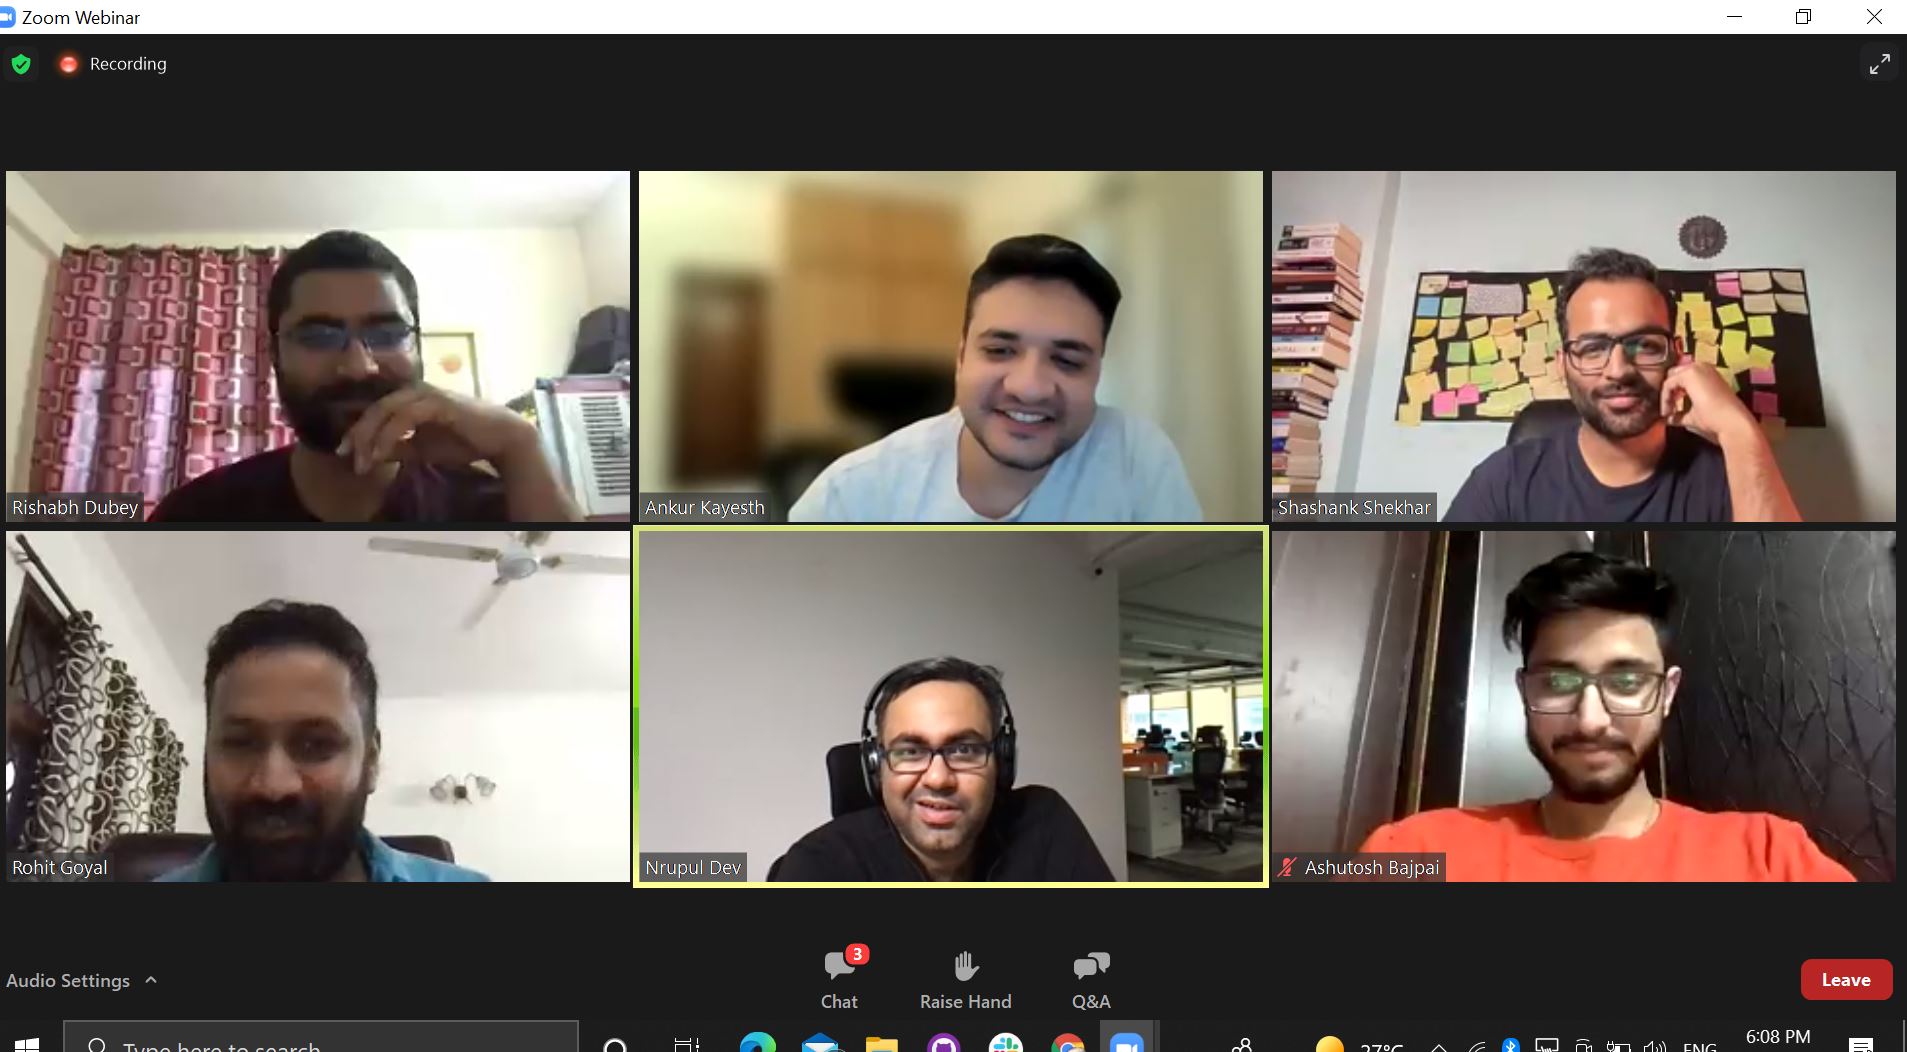 Zoom Webinar
Recording
Rishabh Dubey
Ankur Kayesth
Shashank Shekhar
Rohit Goyal
Nrupul Dev
Ashutosh Bajpai
3
Audio Settings
Chat
Raise Hand
Q&A
Leave
Type here to search
27°C
ENG
6:08 PM